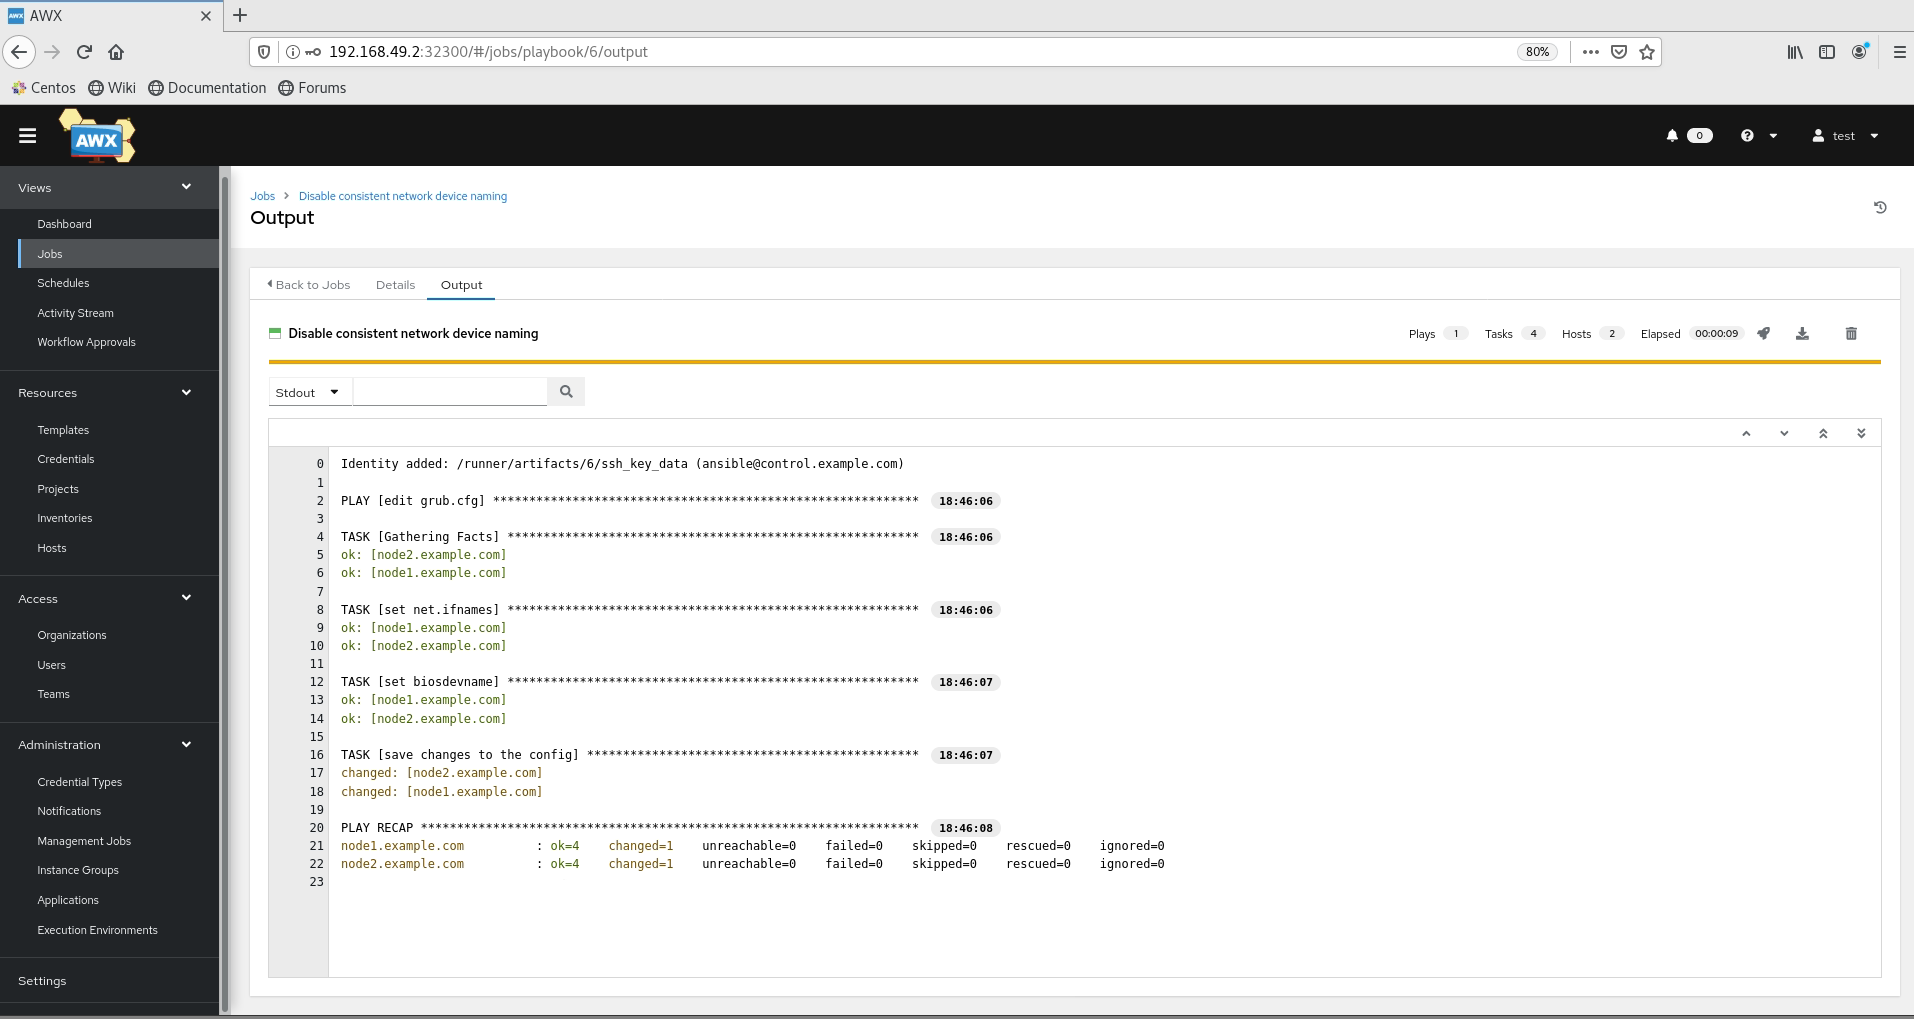 AWX
192.168.49.2:32300/#/jobs/playbook/6/output
80%
Centos Wiki Documentation Forums
AWX
0
test
Views
Dashboard
Jobs
Schedules
Activity Stream
Workflow Approvals
Resources
Templates
Credentials
Projects
Inventories
Hosts
Access
Organizations
Users
Teams
Administration
Credential Types
Notifications
Management Jobs
Instance Groups
Applications
Execution Environments
Settings
Jobs > Disable consistent network device naming
Output
Back to Jobs Details Output
Disable consistent network device naming
Plays 1 Tasks 4 Hosts 2 Elapsed 00:00:09
Stdout
0 Identity added: /runner/artifacts/6/ssh_key_data (ansible@control.example.com)
1
2 PLAY [edit grub.cfg] *********************************************************** 18:46:06
3
4 TASK [Gathering Facts] ********************************************************* 18:46:06
5 ok: [node2.example.com]
6 ok: [node1.example.com]
7
8 TASK [set net.ifnames] ********************************************************* 18:46:06
9 ok: [node1.example.com]
10 ok: [node2.example.com]
11
12 TASK [set biosdevname] ********************************************************* 18:46:07
13 ok: [node1.example.com]
14 ok: [node2.example.com]
15
16 TASK [save changes to the config] ********************************************** 18:46:07
17 changed: [node2.example.com]
18 changed: [node1.example.com]
19
20 PLAY RECAP ********************************************************************* 18:46:08
21 node1.example.com : ok=4 changed=1 unreachable=0 failed=0 skipped=0 rescued=0 ignored=0
22 node2.example.com : ok=4 changed=1 unreachable=0 failed=0 skipped=0 rescued=0 ignored=0
23